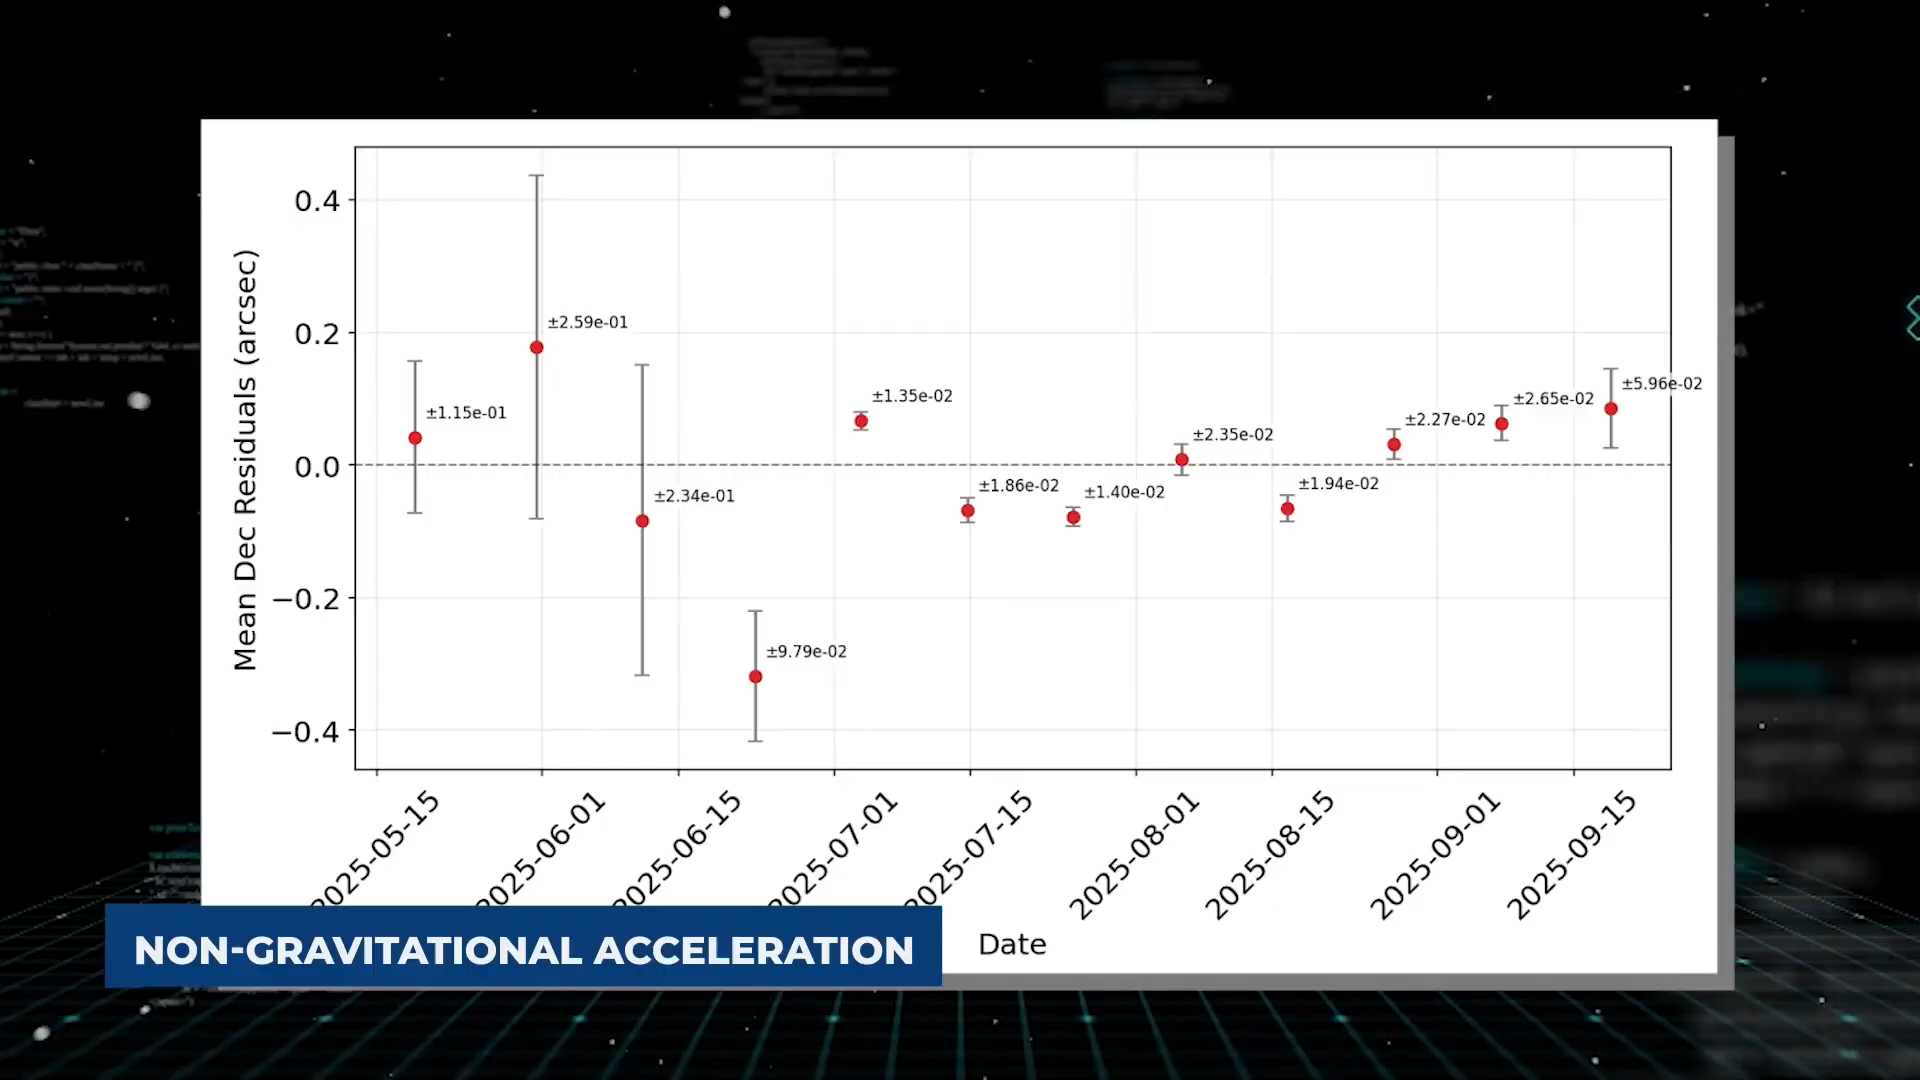 0.4
0.2
0.0
−0.2
−0.4
Mean Dec Residuals (arcsec)
±1.15e-01
±2.59e-01
±2.34e-01
±9.79e-02
±1.35e-02
±1.86e-02
±1.40e-02
±2.35e-02
±1.94e-02
±2.27e-02
±2.65e-02
±5.96e-02
2025-05-15
2025-06-01
2025-06-15
2025-07-01
2025-07-15
2025-08-01
2025-08-15
2025-09-01
2025-09-15
Date
NON-GRAVITATIONAL ACCELERATION